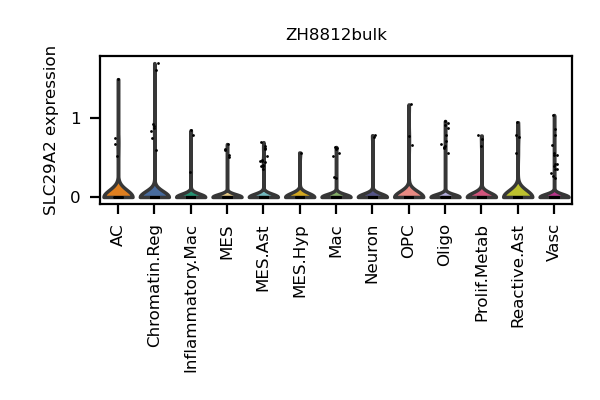 ZH8812bulk
SLC29A2 expression
1
0
AC
Chromatin.Reg
Inflammatory.Mac
MES
MES.Ast
MES.Hyp
Mac
Neuron
OPC
Oligo
Prolif.Metab
Reactive.Ast
Vasc